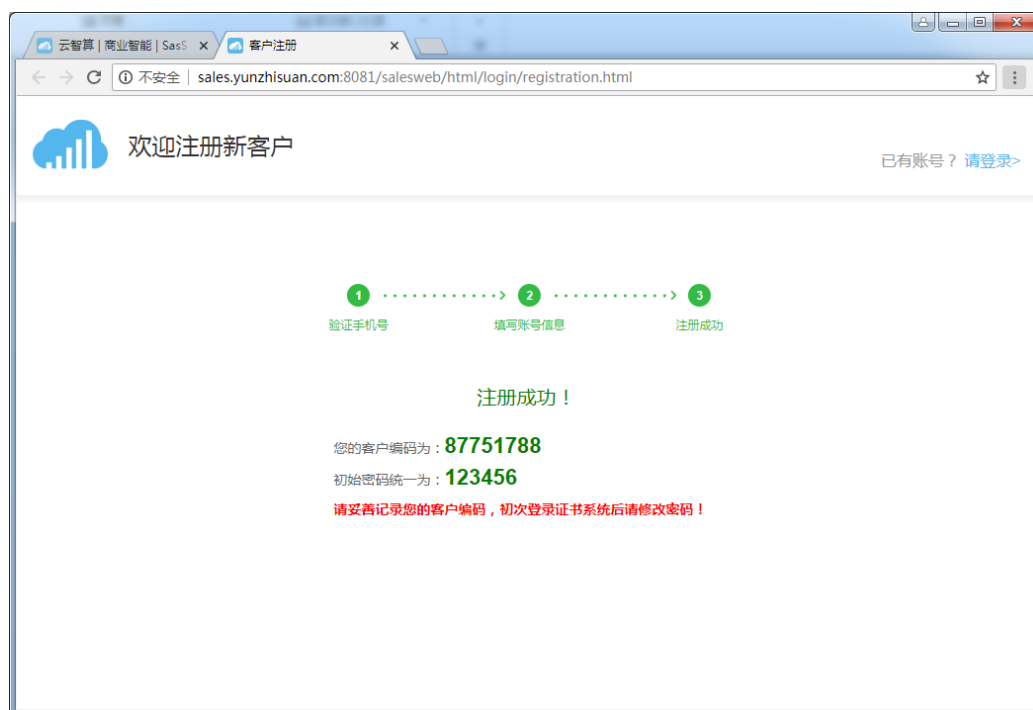 云智算 | 商业智能 | SasS
客户注册
不安全 | sales.yunzhisuan.com:8081/salesweb/html/login/registration.html
欢迎注册新客户
已有账号？ 请登录>
1 2 3
验证手机号 填写账号信息 注册成功
注册成功！
您的客户编码为：87751788
初始密码统一为：123456
请妥善记录您的客户编码，初次登录证书系统后请修改密码！